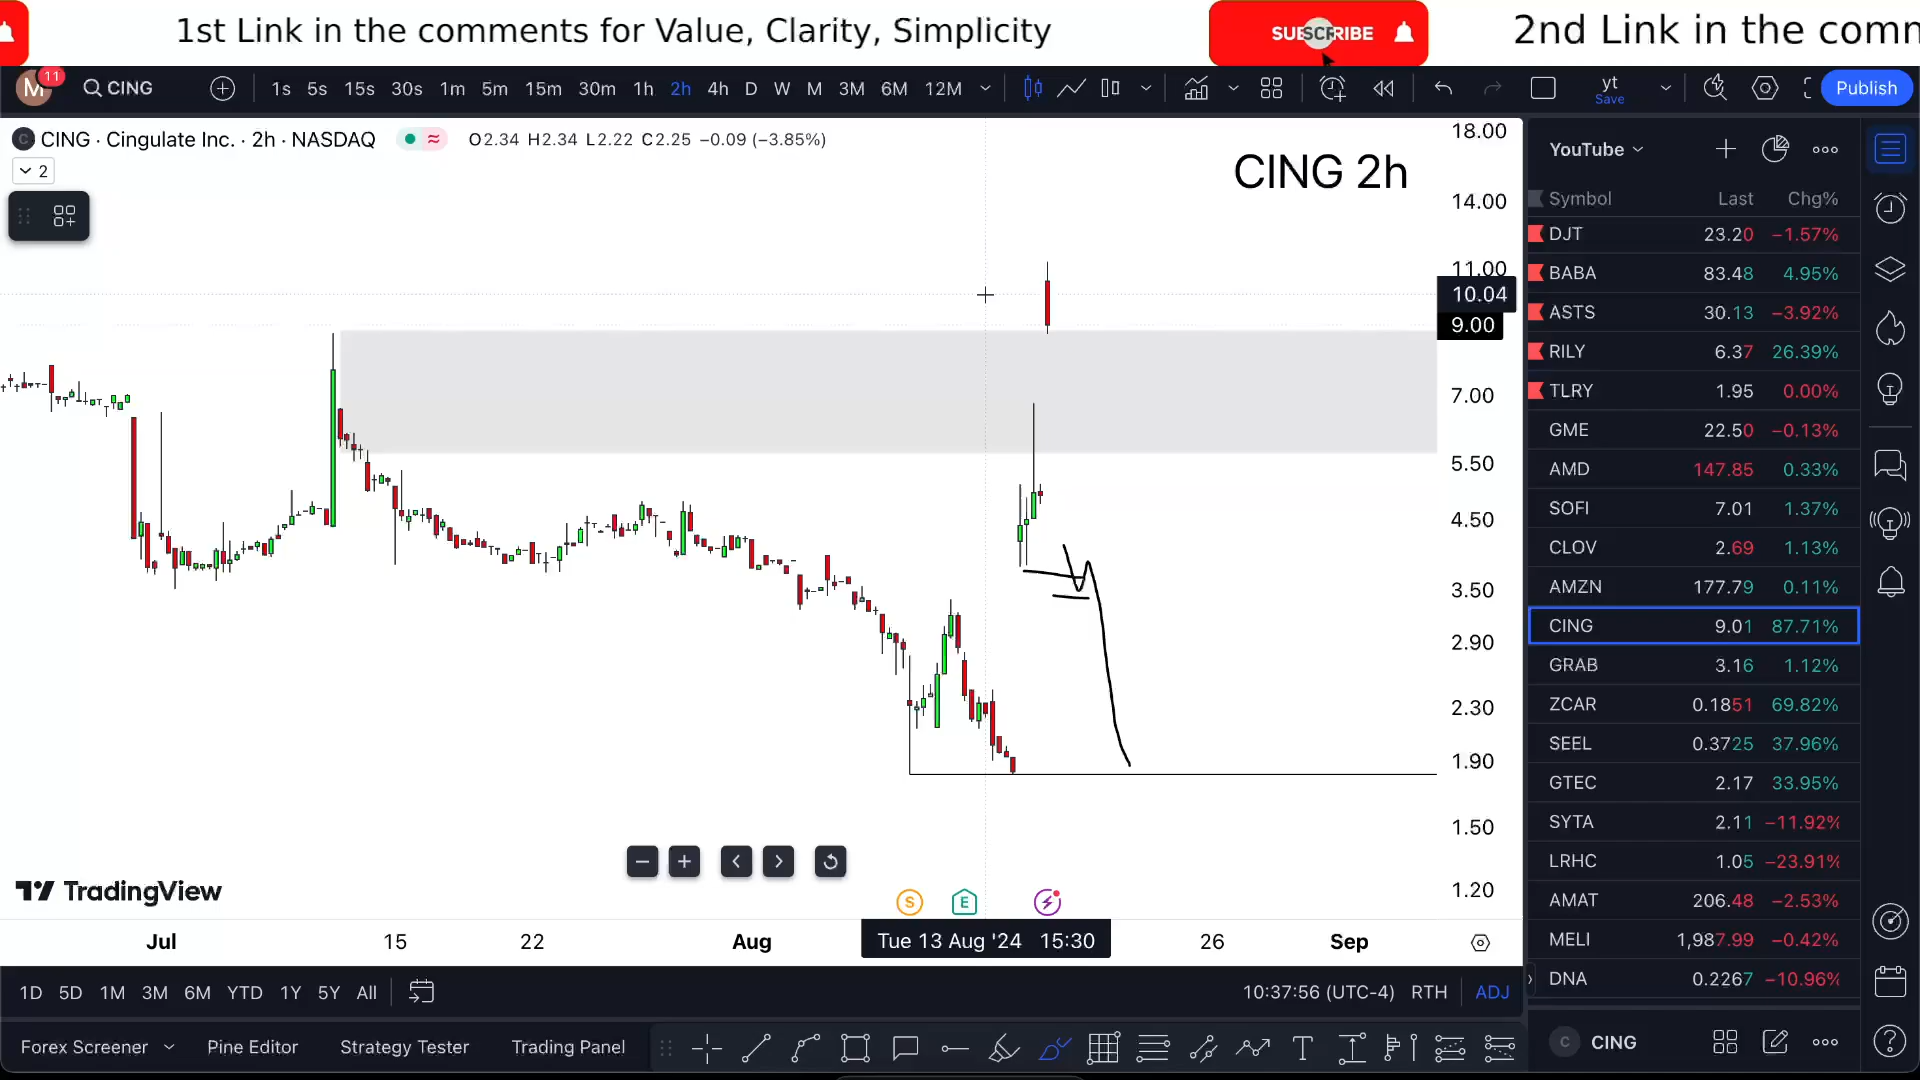 1st Link in the comments for Value, Clarity, Simplicity
SUBSCRIBE
2nd Link in the comm
M 11 CING 1s 5s 15s 30s 1m 5m 15m 30m 1h 2h 4h D W M 3M 6M 12M yt Save Publish
CING · Cingulate Inc. · 2h · NASDAQ O2.34 H2.34 L2.22 C2.25 −0.09 (−3.85%)
2
CING 2h
18.00
14.00
11.00
10.04
9.00
7.00
5.50
4.50
3.50
2.90
2.30
1.90
1.50
1.20
TradingView
S E
Jul 15 22 Aug Tue 13 Aug '24 15:30 26 Sep
1D 5D 1M 3M 6M YTD 1Y 5Y All 10:37:56 (UTC-4) RTH ADJ
Forex Screener Pine Editor Strategy Tester Trading Panel
YouTube
Symbol Last Chg%
DJT 23.20 −1.57%
BABA 83.48 4.95%
ASTS 30.13 −3.92%
RILY 6.37 26.39%
TLRY 1.95 0.00%
GME 22.50 −0.13%
AMD 147.85 0.33%
SOFI 7.01 1.37%
CLOV 2.69 1.13%
AMZN 177.79 0.11%
CING 9.01 87.71%
GRAB 3.16 1.12%
ZCAR 0.1851 69.82%
SEEL 0.3725 37.96%
GTEC 2.17 33.95%
SYTA 2.11 −11.92%
LRHC 1.05 −23.91%
AMAT 206.48 −2.53%
MELI 1,987.99 −0.42%
DNA 0.2267 −10.96%
C CING